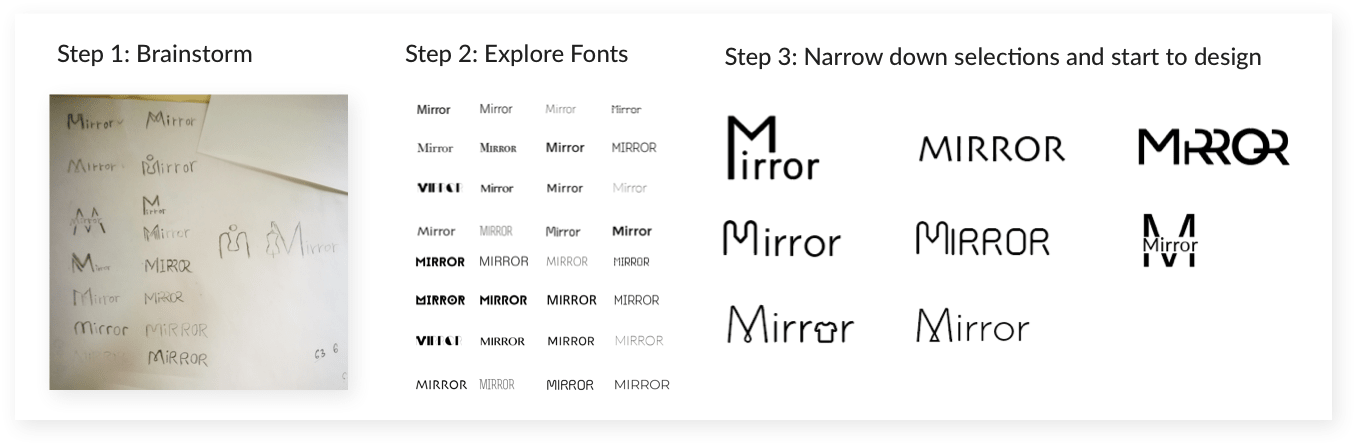 Step 1: Brainstorm
Step 2: Explore Fonts
Step 3: Narrow down selections and start to design
Mirror Mirror
Mirror Mirror
Mirror Mirror
Mirror
Mirror MIRROR
Mirror MIRROR
Mirror MIRROR
MIRROR
Mirror
Mirror Mirror Mirror Mirror
Mirror MIRROR Mirror MIRROR
Mirror Mirror Mirror
Mirror MIRROR Mirror Mirror
MIRROR MIRROR MIRROR MIRROR
MIRROR MIRROR MIRROR MIRROR
MIRROR MIRROR MIRROR
MIRROR MIRROR MIRROR MIRROR
Mirror MIRROR MIRROR
Mirror MIRROR Mirror
Mirror Mirror